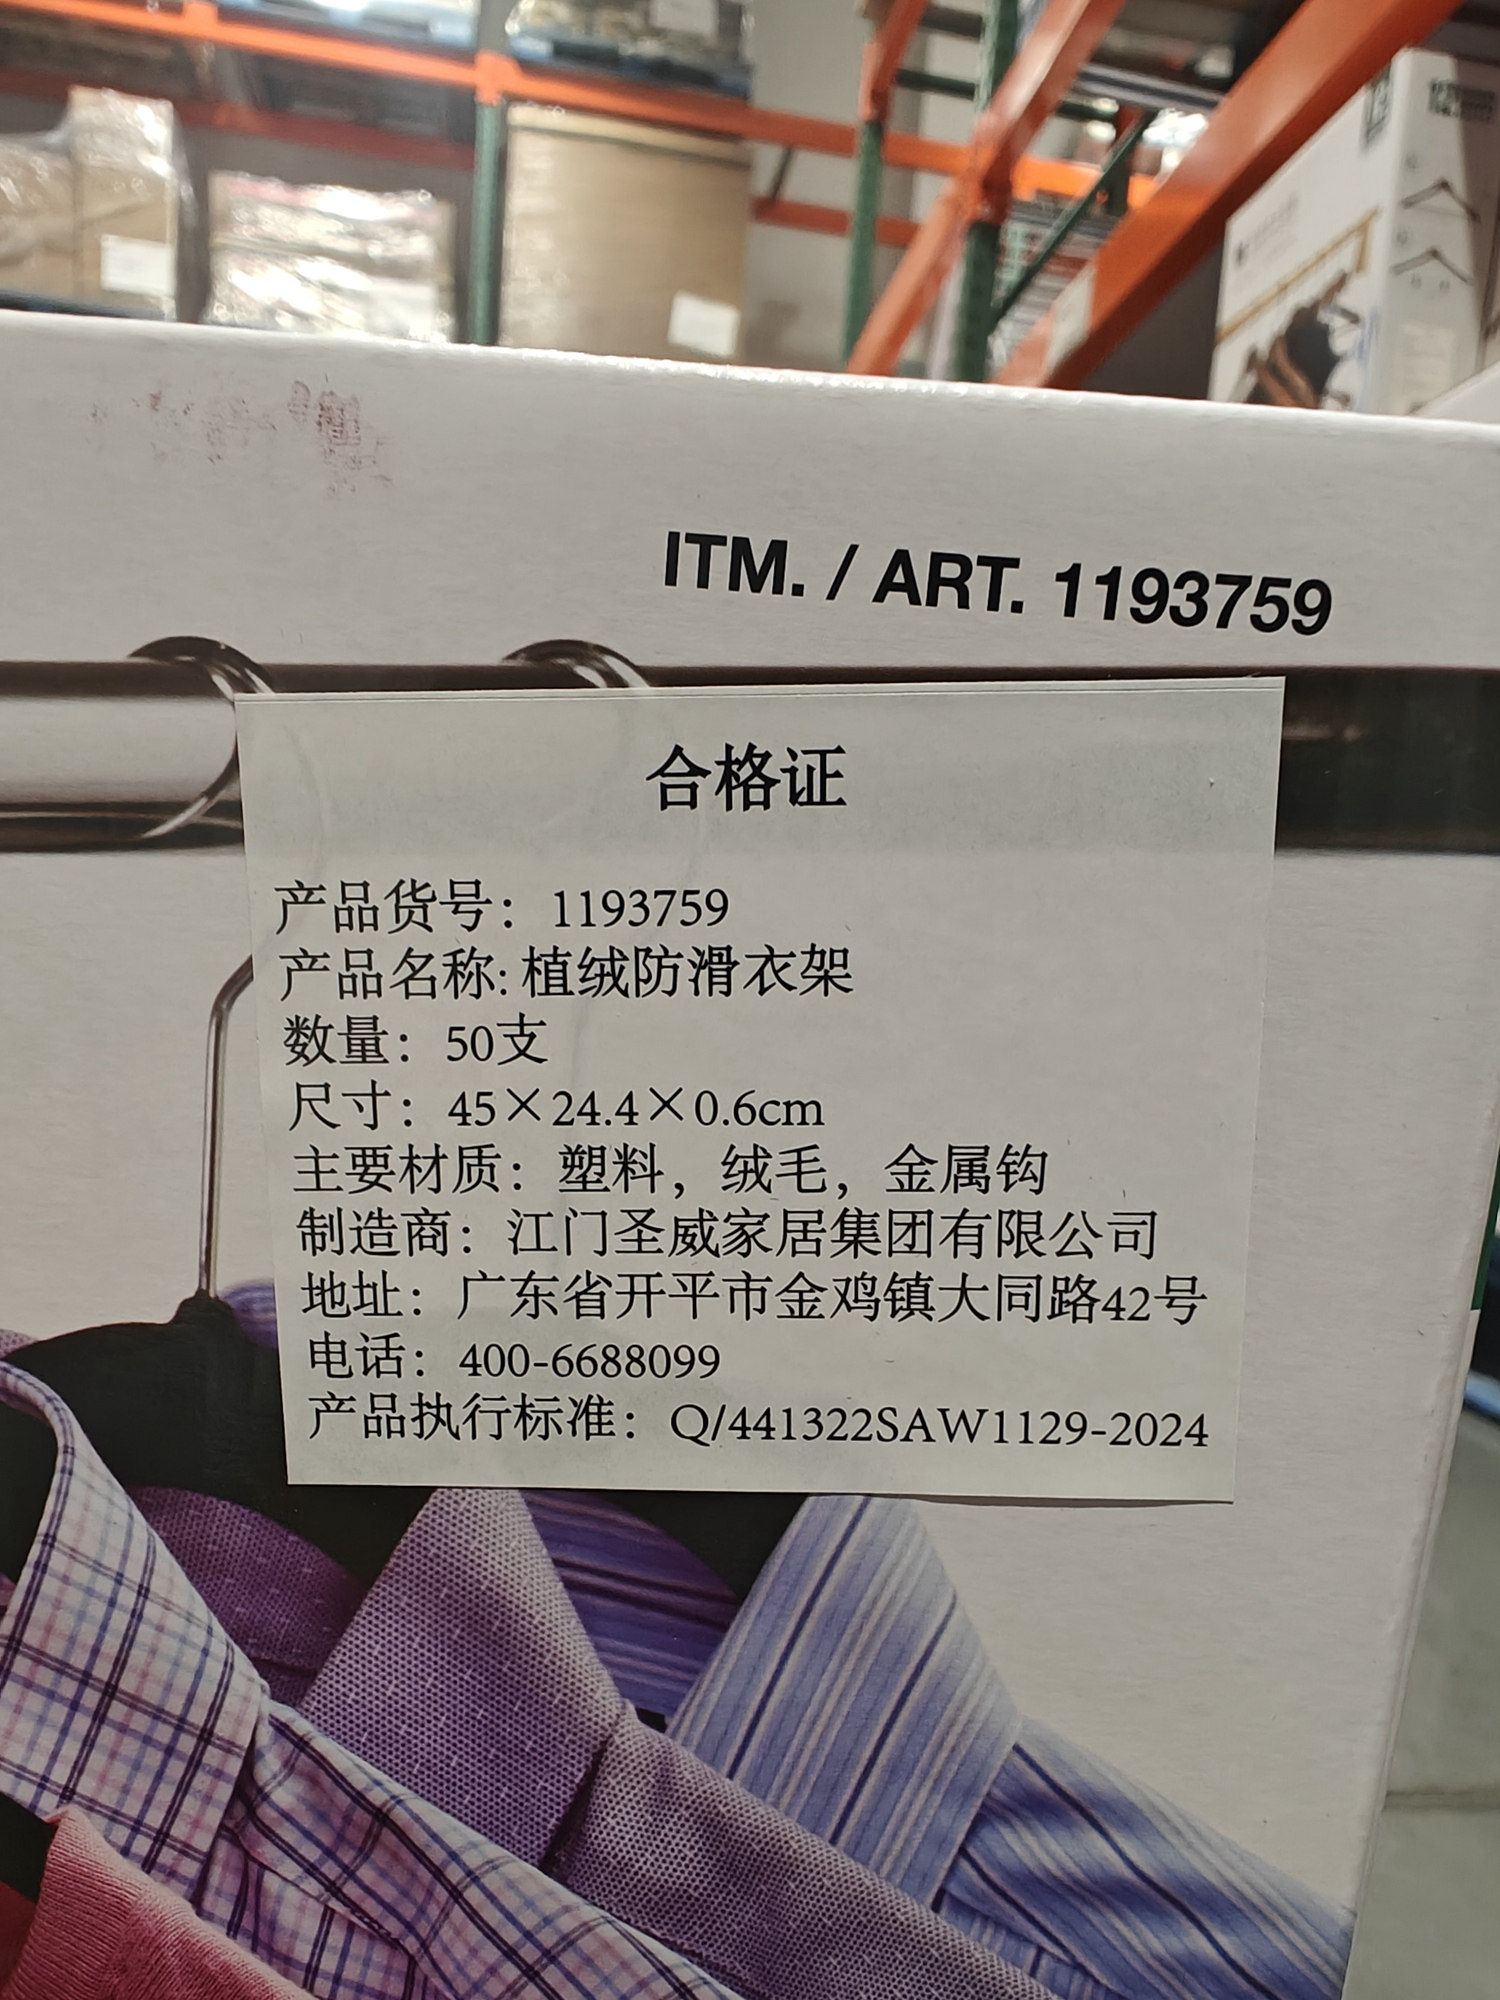 ITM. / ART. 1193759
合格证
产品货号：1193759
产品名称:植绒防滑衣架
数量：50支
尺寸：45×24.4×0.6cm
主要材质：塑料，绒毛，金属钩
制造商：江门圣威家居集团有限公司
地址：广东省开平市金鸡镇大同路42号
电话：400-6688099
产品执行标准：Q/441322SAW1129-2024